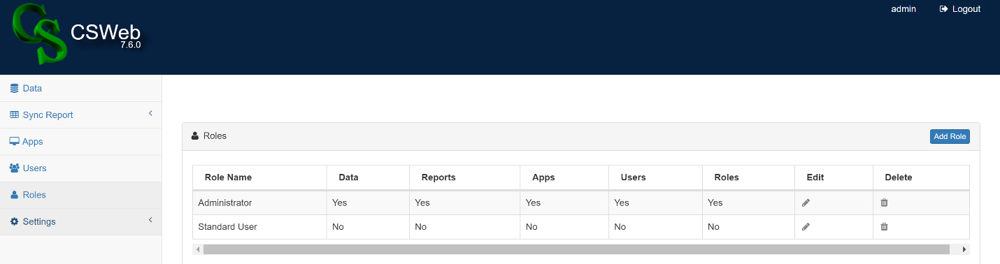 admin Logout
CS CSWeb
7.6.0
Data
Sync Report
Apps
Users
Roles
Settings
Roles Add Role
Role Name Data Reports Apps Users Roles Edit Delete
Administrator Yes Yes Yes Yes Yes
Standard User No No No No No